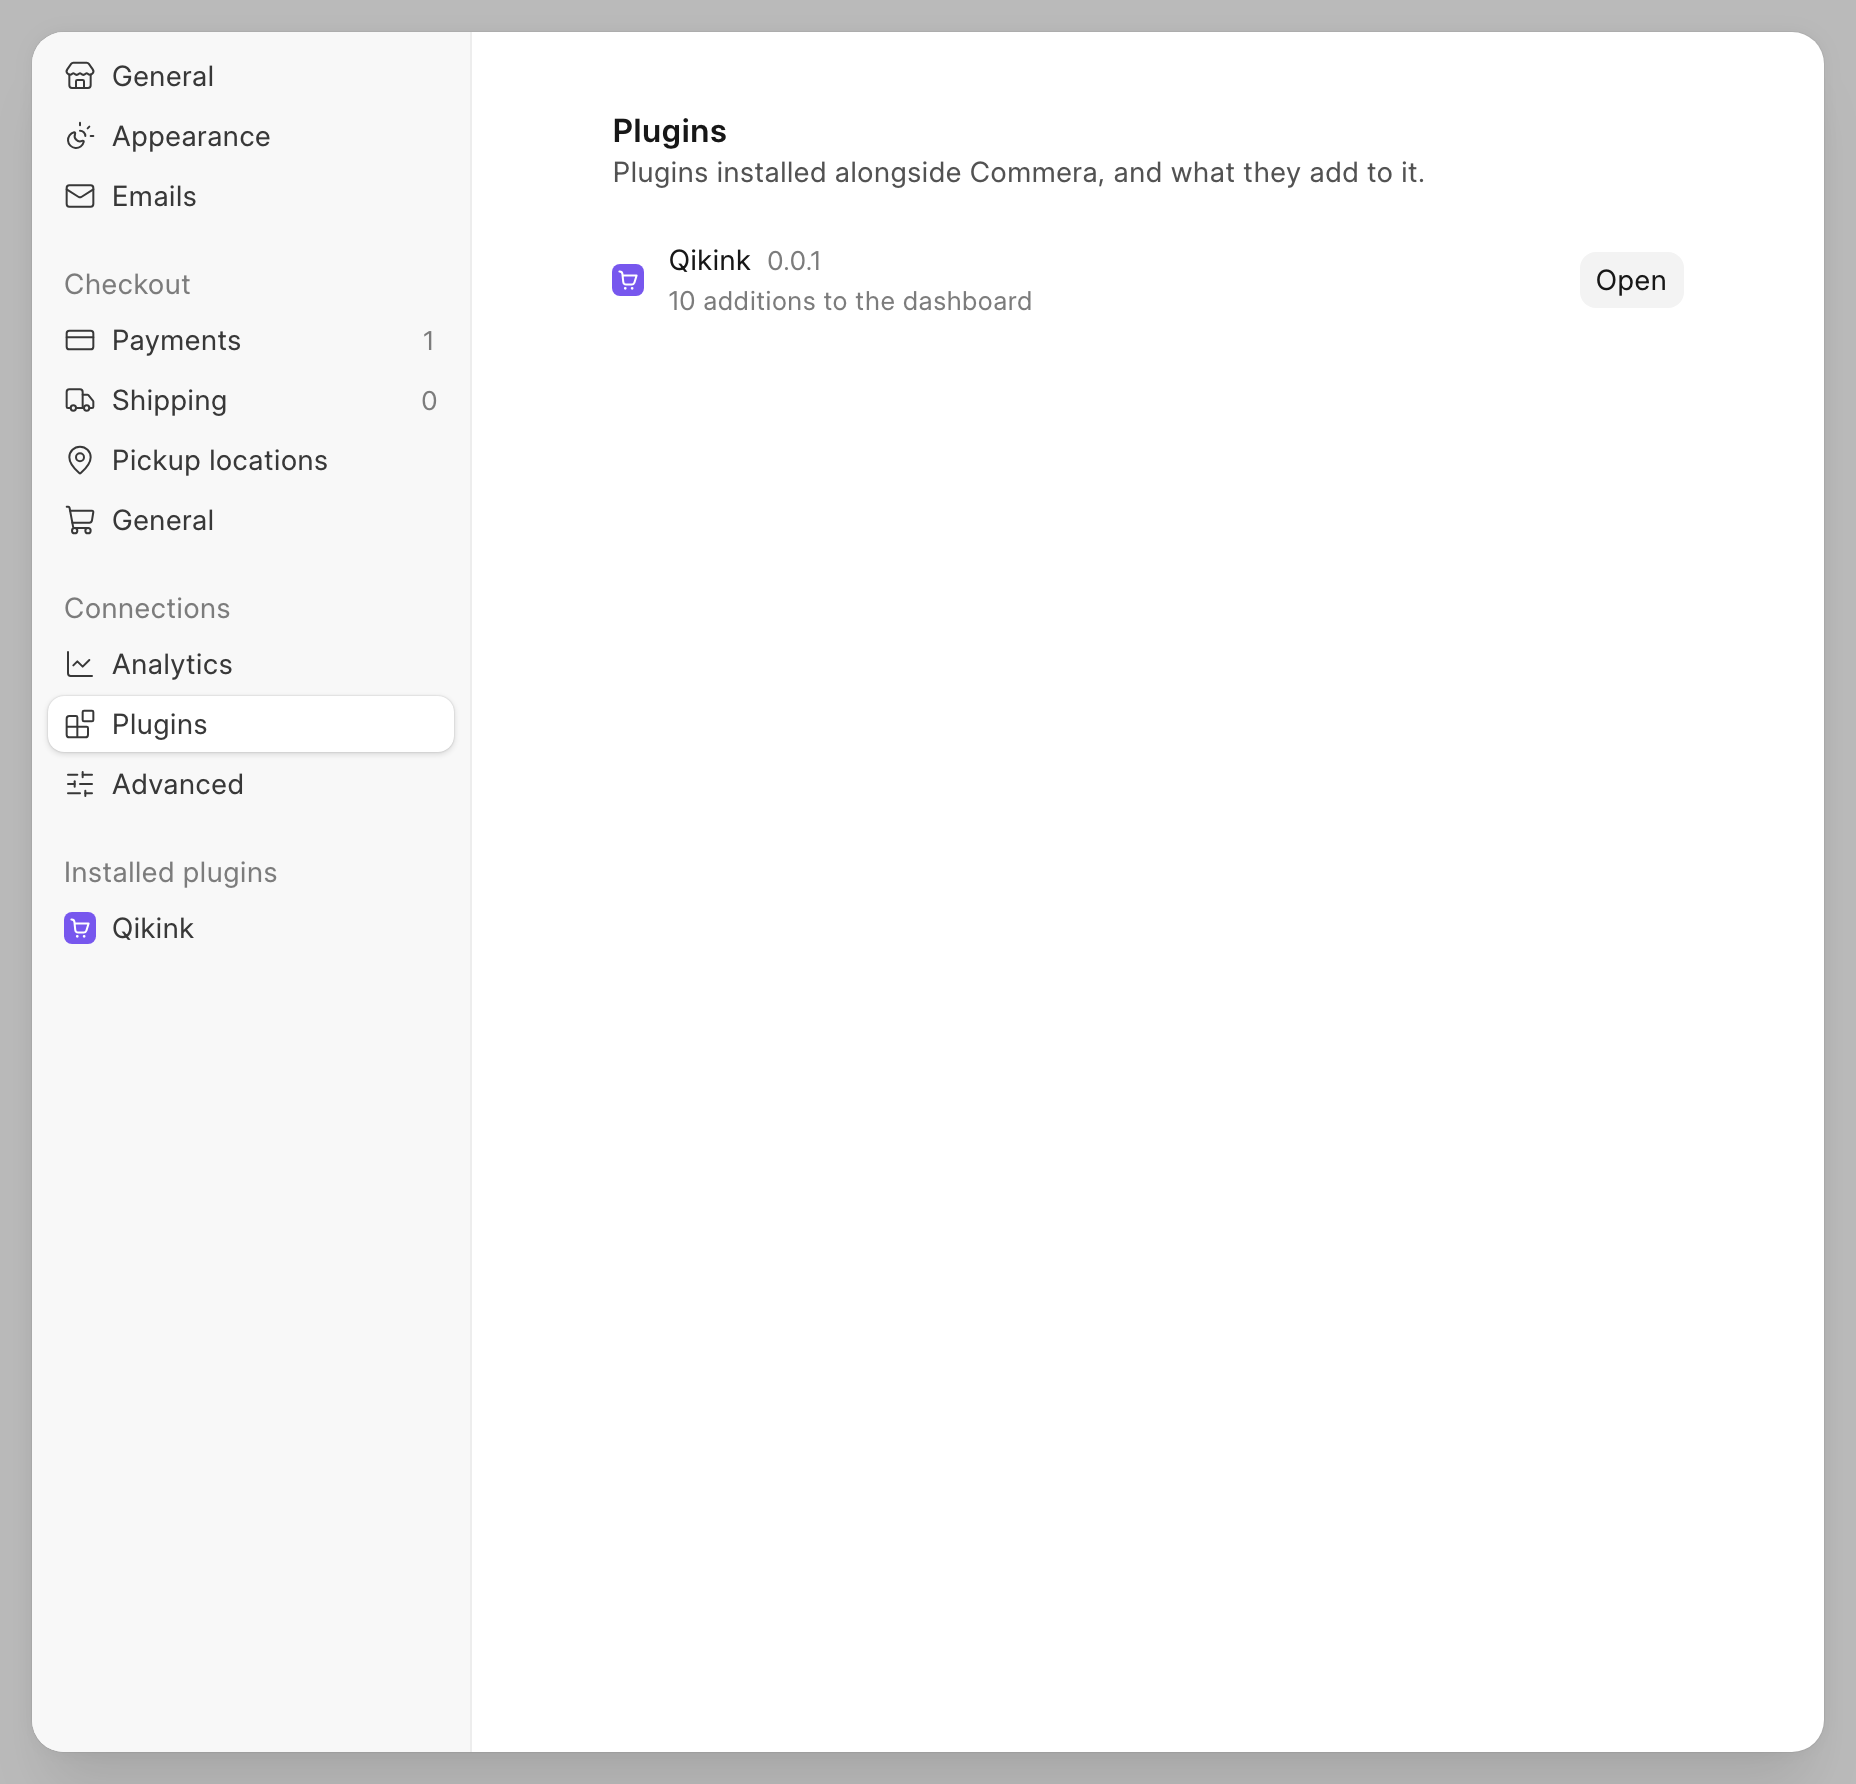 General
Appearance
Emails
Checkout
Payments 1
Shipping 0
Pickup locations
General
Connections
Analytics
Plugins
Advanced
Installed plugins
Qikink
Plugins
Plugins installed alongside Commera, and what they add to it.
Qikink 0.0.1
10 additions to the dashboard
Open